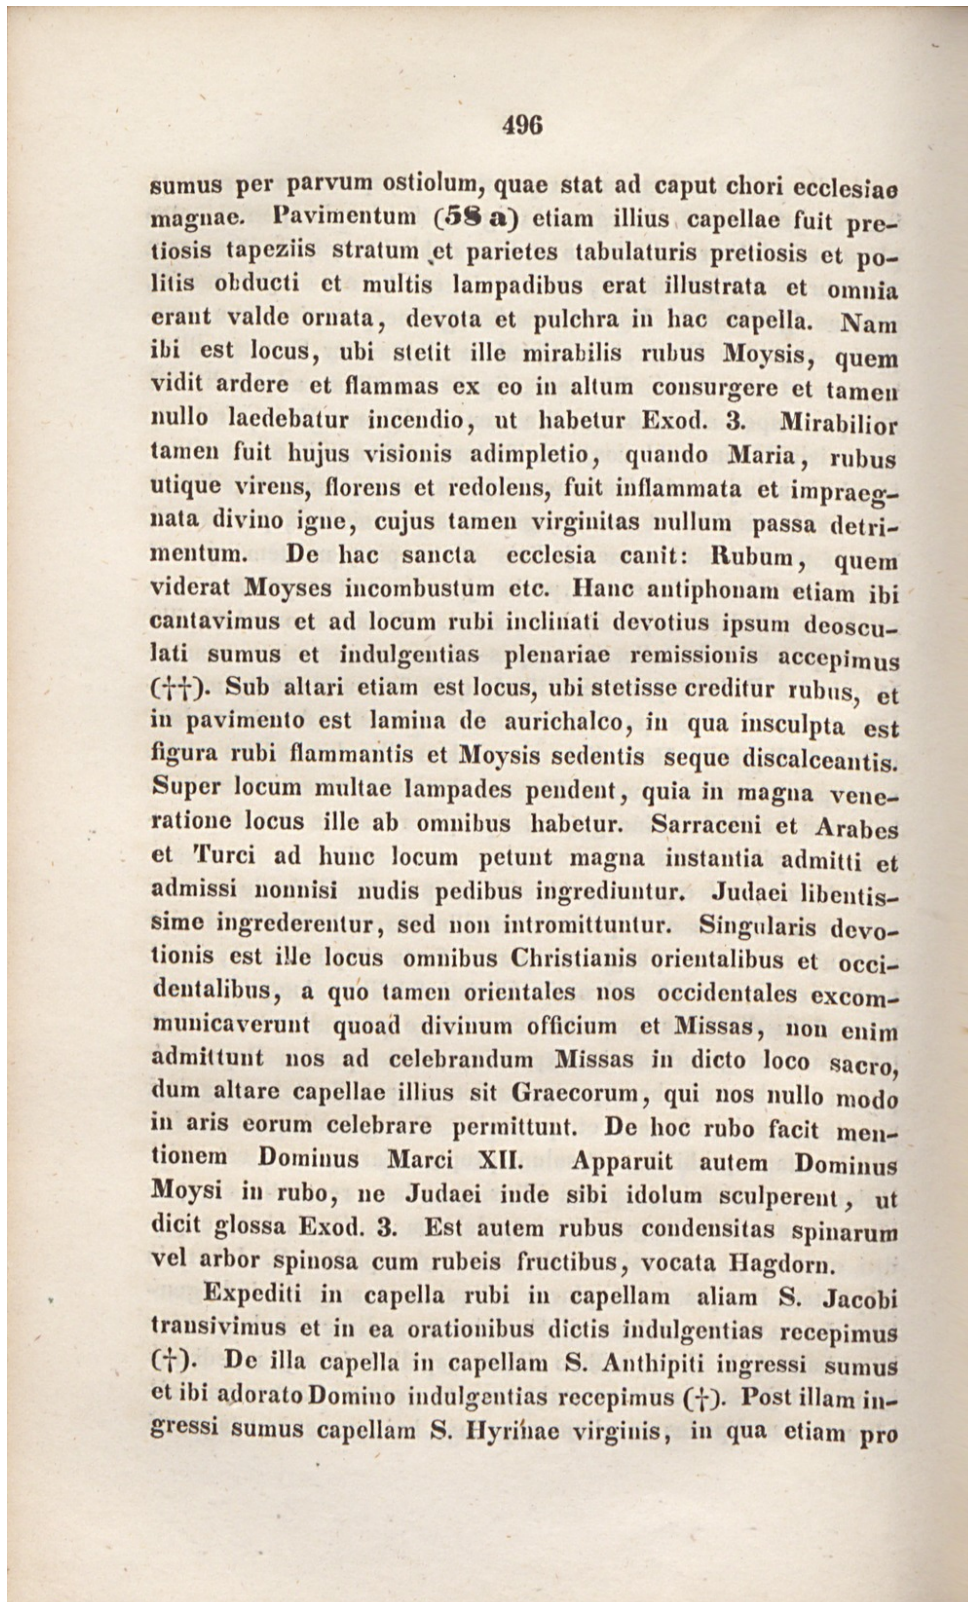 496
sumus per parvum ostiolum, quae stat ad caput chori ecclesiae
magnae. Pavimentum (58 a) etiam illius capellae fuit pre-
tiosis tapeziis stratum et parietes tabulaturis pretiosis et po-
litis obducti et multis lampadibus erat illustrata et omnia
erant valde ornata, devota et pulchra in hac capella. Nam
ibi est locus, ubi stetit ille mirabilis rubus Moysis, quem
vidit ardere et flammas ex eo in altum consurgere et tamen
nullo laedebatur incendio, ut habetur Exod. 3. Mirabilior
tamen fuit hujus visionis adimpletio, quando Maria, rubus
utique virens, florens et redolens, fuit inflammata et impraeg-
nata divino igne, cujus tamen virginitas nullum passa detri-
mentum. De hac sancta ecclesia canit: Rubum, quem
viderat Moyses incombustum etc. Hanc antiphonam etiam ibi
cantavimus et ad locum rubi inclinati devotius ipsum deoscu-
lati sumus et indulgentias plenariae remissionis accepimus
(††). Sub altari etiam est locus, ubi stetisse creditur rubus, et
in pavimento est lamina de aurichalco, in qua insculpta est
figura rubi flammantis et Moysis sedentis seque discalceantis.
Super locum multae lampades pendent, quia in magna vene-
ratione locus ille ab omnibus habetur. Sarraceni et Arabes
et Turci ad hunc locum petunt magna instantia admitti et
admissi nonnisi nudis pedibus ingrediuntur. Judaei libentis-
sime ingrederentur, sed non intromittuntur. Singularis devo-
tionis est ille locus omnibus Christianis orientalibus et occi-
dentalibus, a quo tamen orientales nos occidentales excom-
municaverunt quoad divinum officium et Missas, non enim
admittunt nos ad celebrandum Missas in dicto loco sacro,
dum altare capellae illius sit Graecorum, qui nos nullo modo
in aris eorum celebrare permittunt. De hoc rubo facit men-
tionem Dominus Marci XII. Apparuit autem Dominus
Moysi in rubo, ne Judaei inde sibi idolum sculperent, ut
dicit glossa Exod. 3. Est autem rubus condensitas spinarum
vel arbor spinosa cum rubeis fructibus, vocata Hagdorn.
Expediti in capella rubi in capellam aliam S. Jacobi
transivimus et in ea orationibus dictis indulgentias recepimus
(†). De illa capella in capellam S. Anthipiti ingressi sumus
et ibi adorato Domino indulgentias recepimus (†). Post illam in-
gressi sumus capellam S. Hyrinae virginis, in qua etiam pro